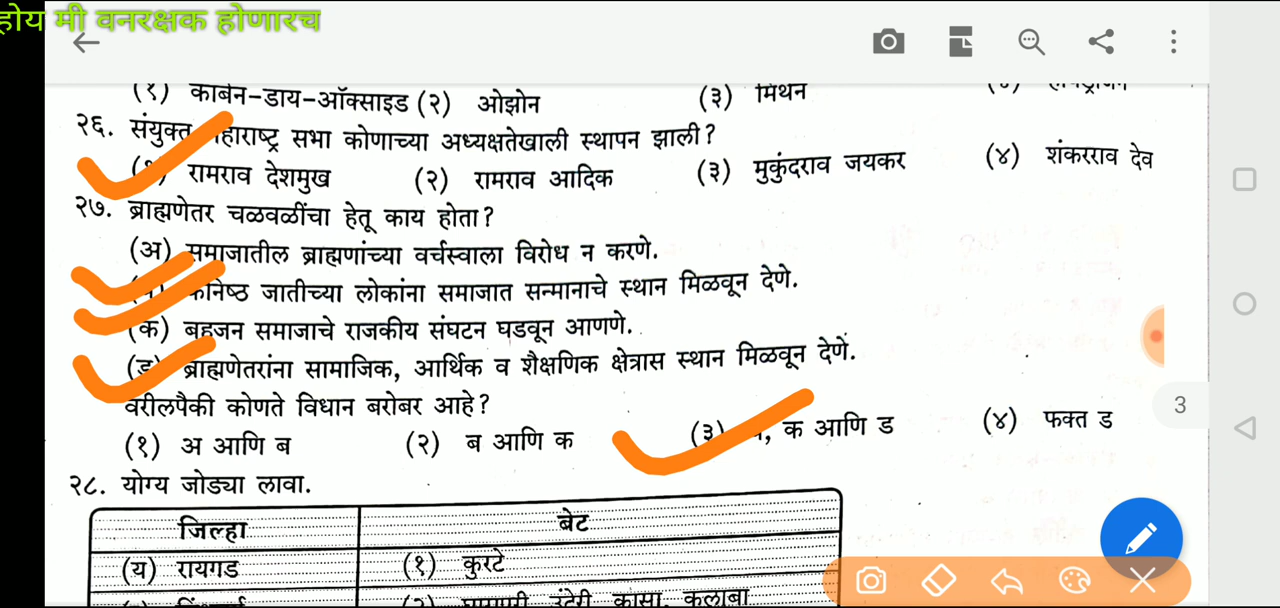 होय मी वनरक्षक होणारच
(१) कार्बन-डाय-ऑक्साइड (२) ओझोन (३) मिथेन
२६. संयुक्त महाराष्ट्र सभा कोणाच्या अध्यक्षतेखाली स्थापन झाली?
(१) रामराव देशमुख (२) रामराव आदिक (३) मुकुंदराव जयकर (४) शंकरराव देव
२७. ब्राह्मणेतर चळवळींचा हेतू काय होता?
(अ) समाजातील ब्राह्मणांच्या वर्चस्वाला विरोध न करणे.
कनिष्ठ जातीच्या लोकांना समाजात सन्मानाचे स्थान मिळवून देणे.
(क) बहुजन समाजाचे राजकीय संघटन घडवून आणणे.
(ड) ब्राह्मणेतरांना सामाजिक, आर्थिक व शैक्षणिक क्षेत्रास स्थान मिळवून देणे.
3
वरीलपैकी कोणते विधान बरोबर आहे?
(१) अ आणि ब (२) ब आणि क (३) ब, क आणि ड (४) फक्त ड
२८. योग्य जोड्या लावा.
जिल्हा बेट
(य) रायगड (१) कुरटे
(२) घारापुरी, उंदेरी, कासा, कुलाबा